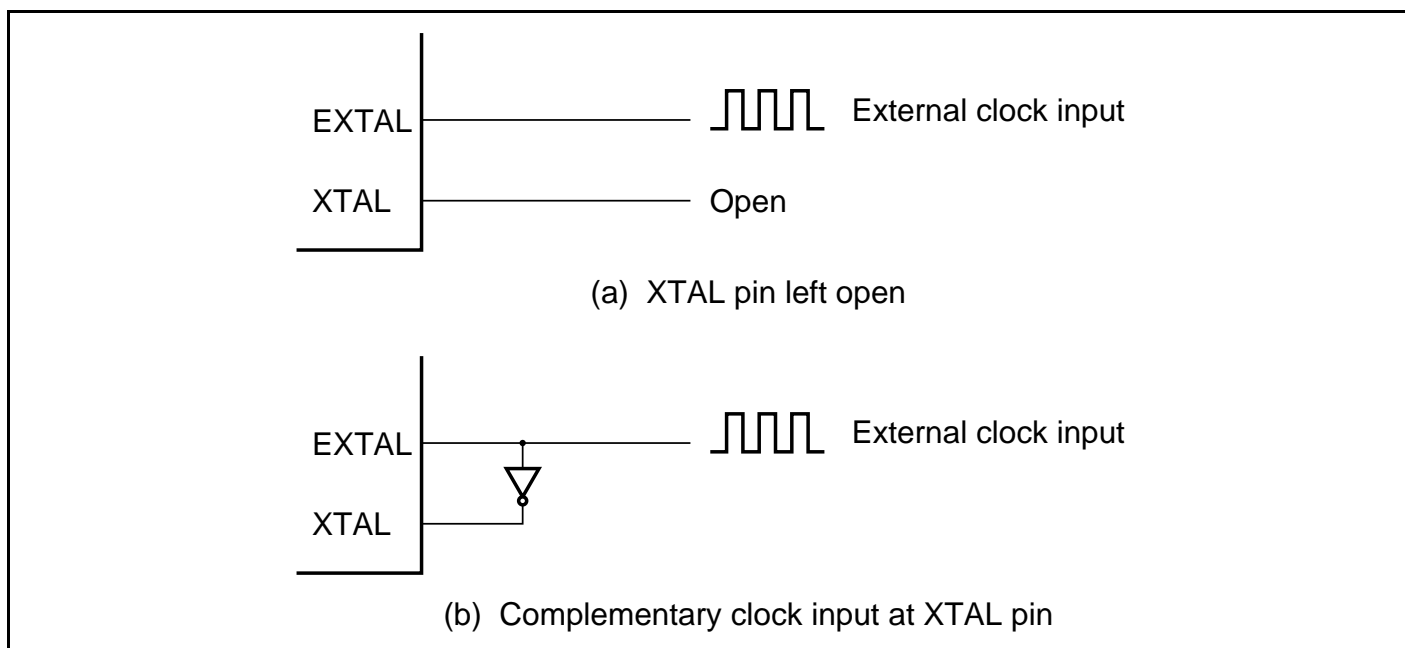 EXTAL
External clock input
XTAL
Open
(a) XTAL pin left open
EXTAL
External clock input
XTAL
(b) Complementary clock input at XTAL pin